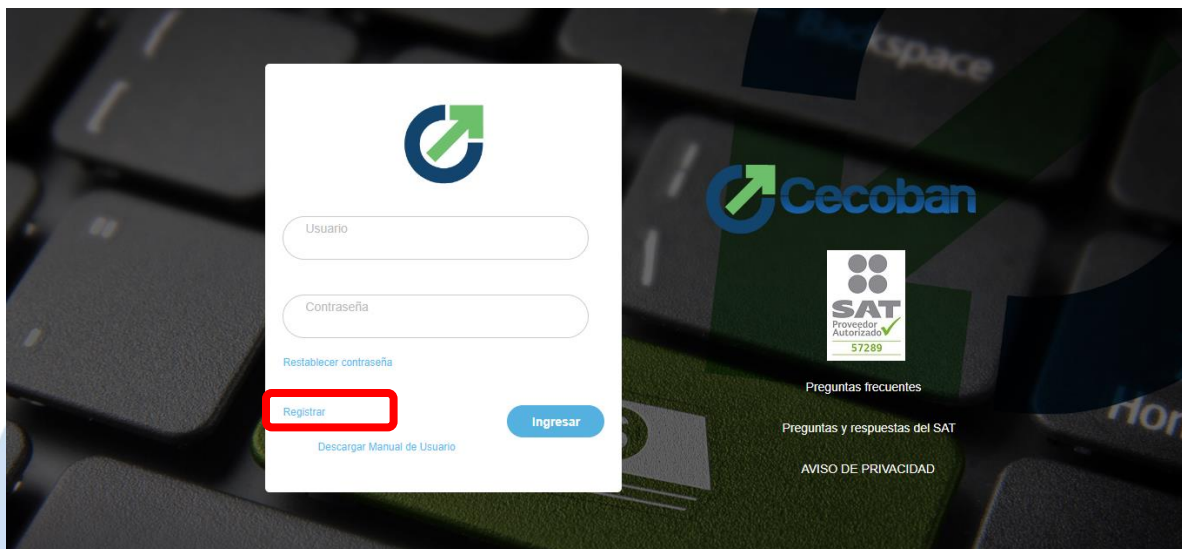 Backspace
Usuario
Contraseña
Restablecer contraseña
Registrar
Ingresar
Descargar Manual de Usuario
Cecoban
SAT
Proveedor
Autorizado
57289
Preguntas frecuentes
Preguntas y respuestas del SAT
AVISO DE PRIVACIDAD